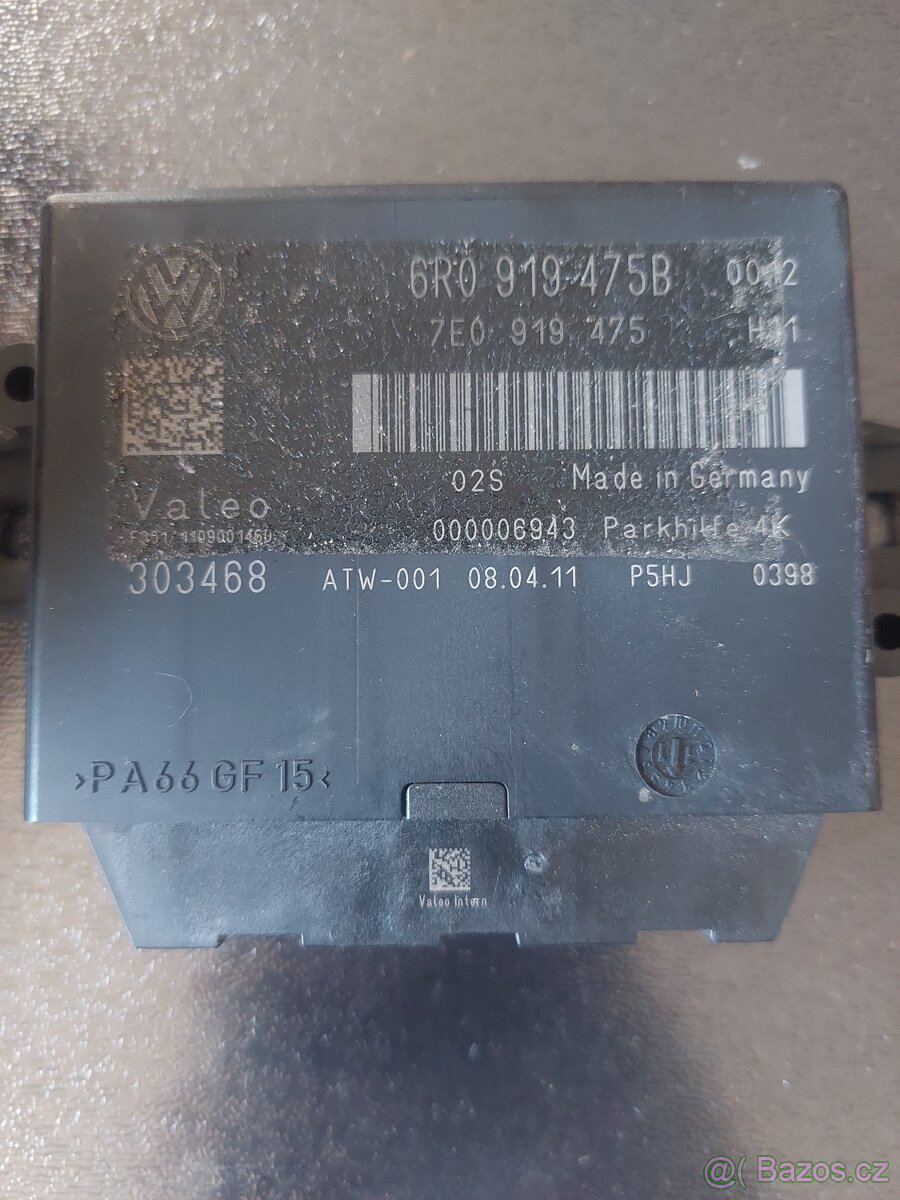 6R0 919 475B 0012
7E0 919 475 H11
02S Made in Germany
Valeo
000006943 Parkhilfe 4K
303468 ATW-001 08.04.11 P5HJ 0398
>PA66 GF 15<
Valeo Intern
@ Bazos.cz